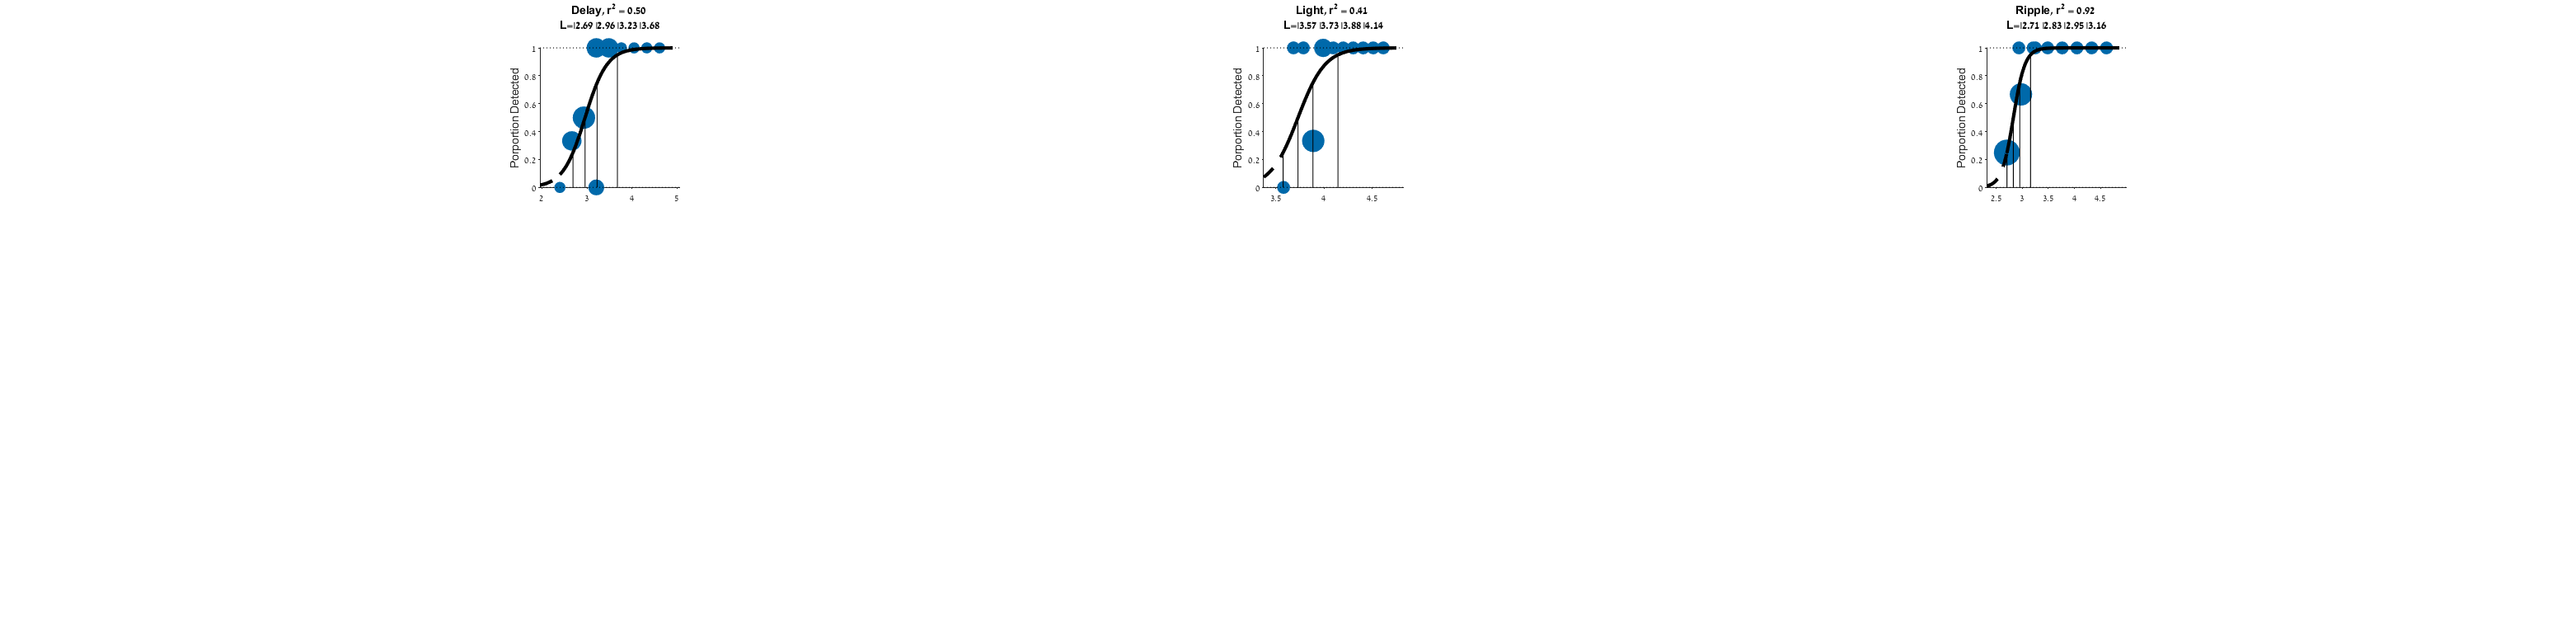 Delay, r² = 0.50
L=|2.69 |2.96 |3.23 |3.68
Porportion Detected
1
0.8
0.6
0.4
0.2
0
2 3 4 5
Light, r² = 0.41
L=|3.57 |3.73 |3.88 |4.14
Porportion Detected
1
0.8
0.6
0.4
0.2
0
3.5 4 4.5
Ripple, r² = 0.92
L=|2.71 |2.83 |2.95 |3.16
Porportion Detected
1
0.8
0.6
0.4
0.2
0
2.5 3 3.5 4 4.5